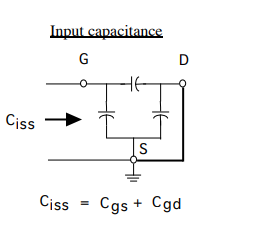 Input capacitance
G D
Ciss
S
Ciss = Cgs + Cgd